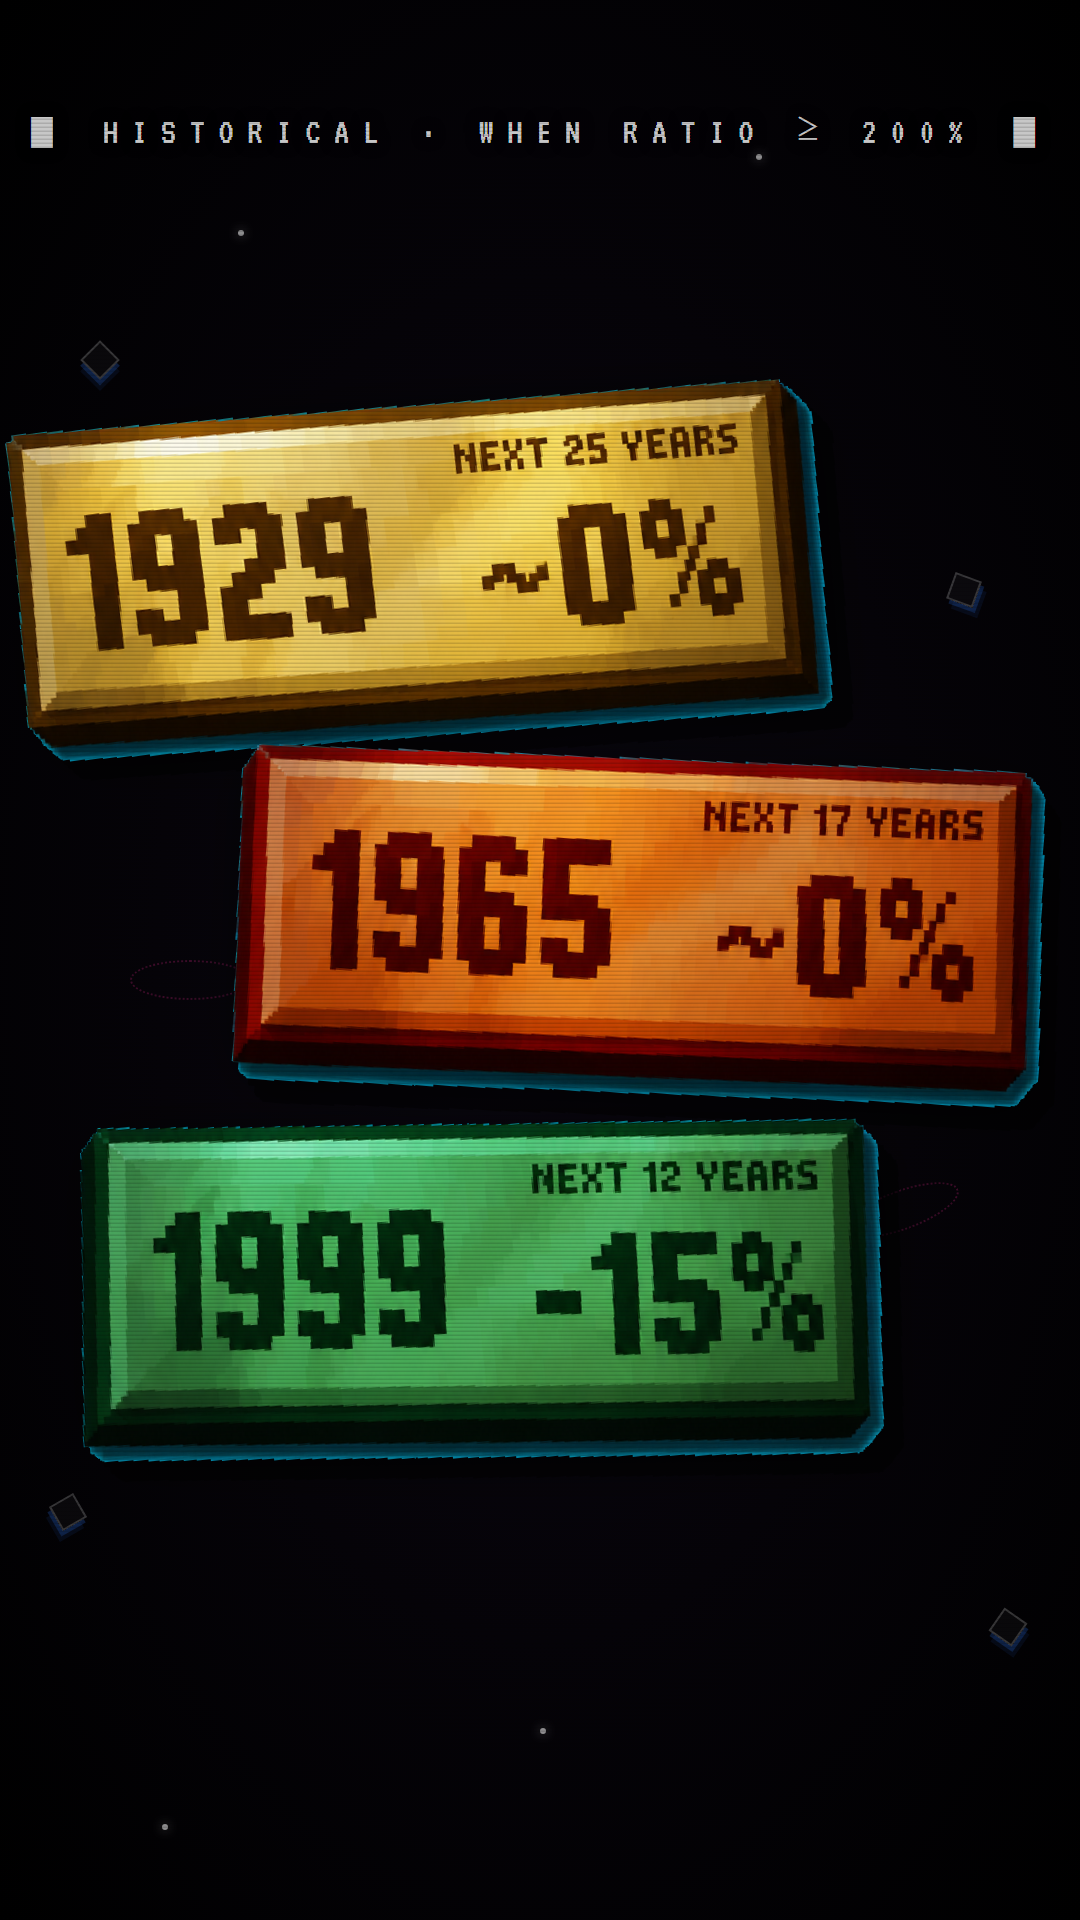 HISTORICAL · WHEN RATIO ≥ 200%
NEXT 25 YEARS
1929 ~0%
NEXT 17 YEARS
1965 ~0%
NEXT 12 YEARS
1999 -15%